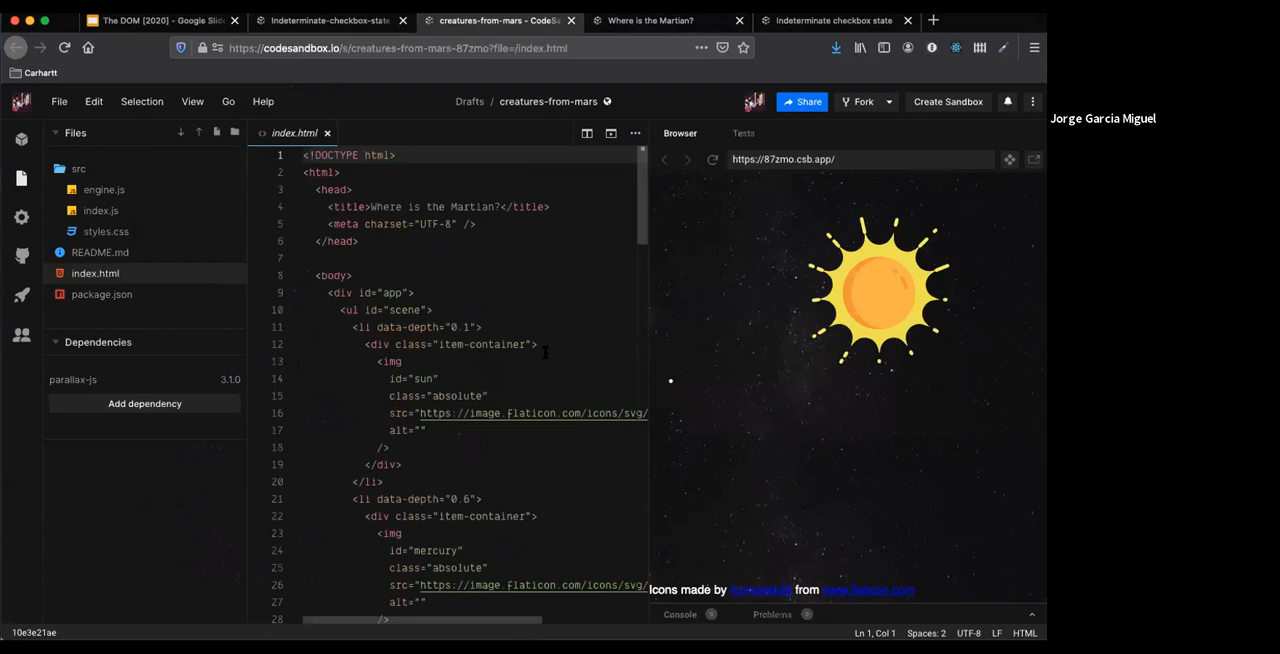 The DOM [2020] - Google Slide
Indeterminate-checkbox-state
creatures-from-mars - CodeSa
Where is the Martian?
Indeterminate checkbox state
https://codesandbox.io/s/creatures-from-mars-87zmo?file=/index.html
Carhartt
File Edit Selection View Go Help
Drafts / creatures-from-mars
Share
Fork
Create Sandbox
Files
index.html
Browser
Tests
https://87zmo.csb.app/
src
engine.js
index.js
styles.css
README.md
index.html
package.json
Dependencies
parallax-js 3.1.0
Add dependency
1 <!DOCTYPE html>
2 <html>
3 <head>
4 <title>Where is the Martian?</title>
5 <meta charset="UTF-8" />
6 </head>
7
8 <body>
9 <div id="app">
10 <ul id="scene">
11 <li data-depth="0.1">
12 <div class="item-container">
13 <img
14 id="sun"
15 class="absolute"
16 src="https://image.flaticon.com/icons/svg/
17 alt=""
18 />
19 </div>
20 </li>
21 <li data-depth="0.6">
22 <div class="item-container">
23 <img
24 id="mercury"
25 class="absolute"
26 src="https://image.flaticon.com/icons/svg/
27 alt=""
28 />
Icons made by from www.flaticon.com
Console 0
Problems 0
10e3e21ae
Ln 1, Col 1 Spaces: 2 UTF-8 LF HTML
Jorge Garcia Miguel